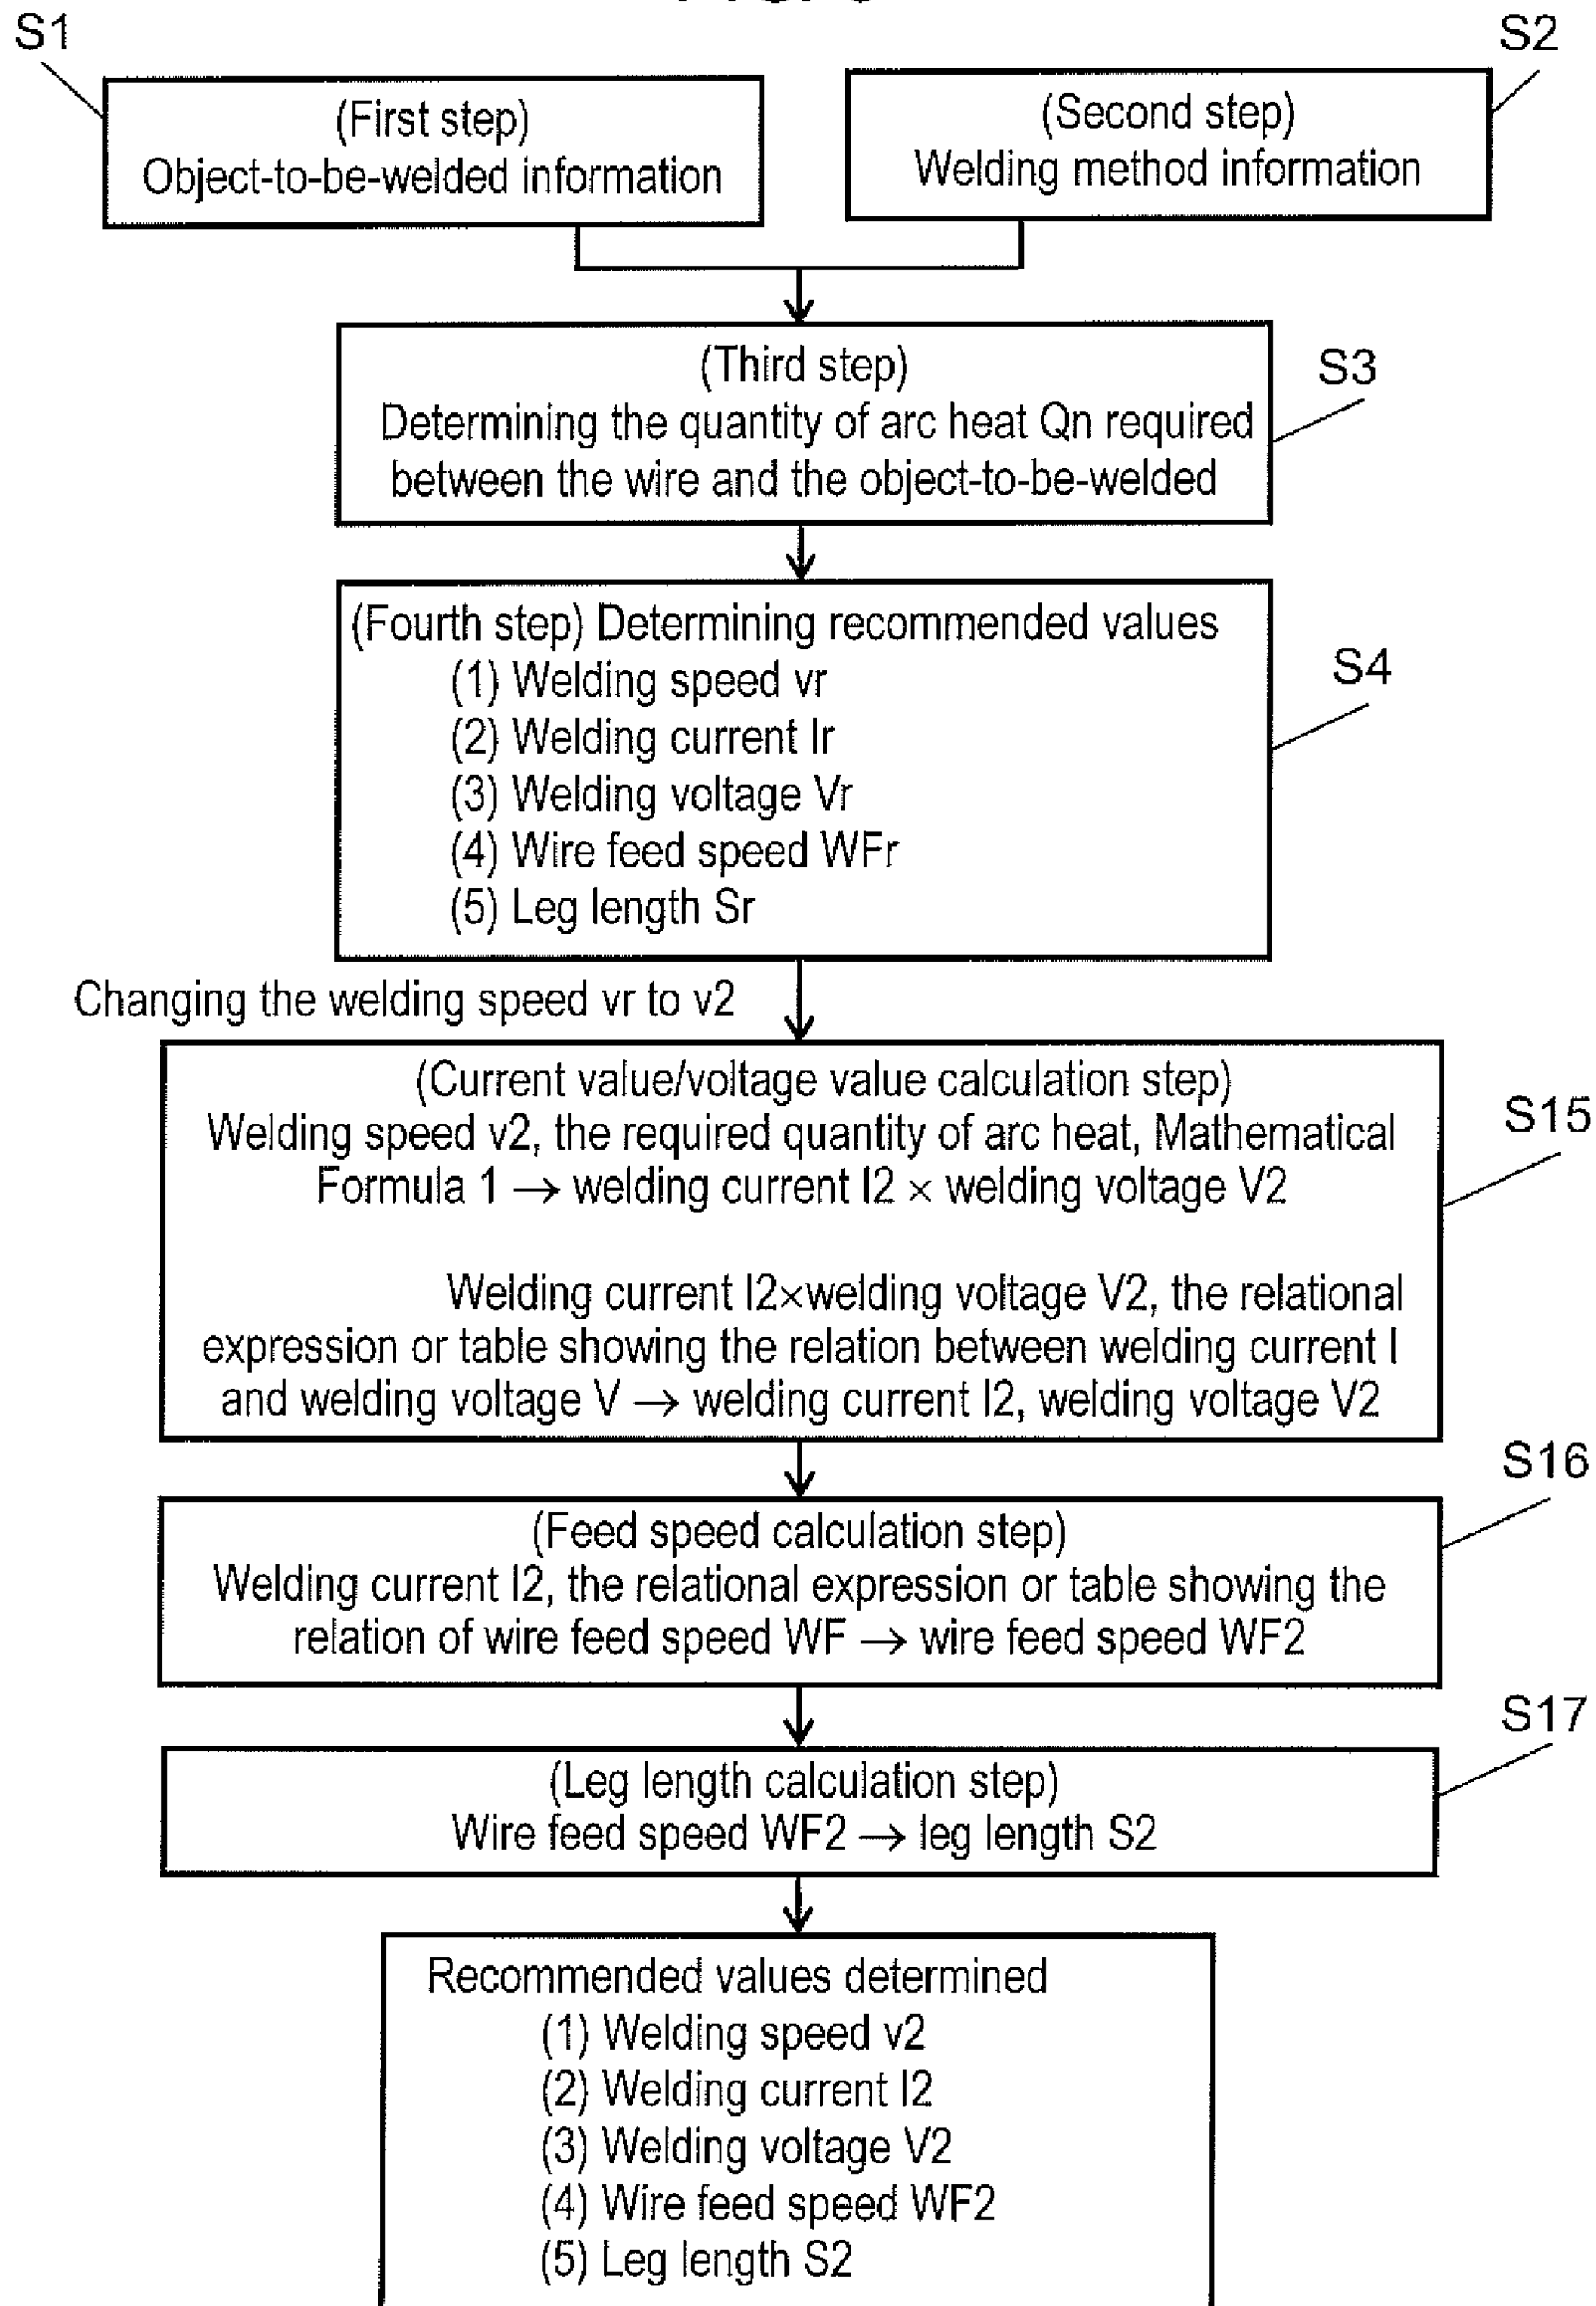 S1
S2
(First step)
Object-to-be-welded information
(Second step)
Welding method information
(Third step)
Determining the quantity of arc heat Qn required
between the wire and the object-to-be-welded
S3
(Fourth step) Determining recommended values
(1) Welding speed vr
(2) Welding current Ir
(3) Welding voltage Vr
(4) Wire feed speed WFr
(5) Leg length Sr
S4
Changing the welding speed vr to v2
(Current value/voltage value calculation step)
Welding speed v2, the required quantity of arc heat, Mathematical
Formula 1 → welding current I2 × welding voltage V2
Welding current I2×welding voltage V2, the relational
expression or table showing the relation between welding current I
and welding voltage V → welding current I2, welding voltage V2
S15
(Feed speed calculation step)
Welding current I2, the relational expression or table showing the
relation of wire feed speed WF → wire feed speed WF2
S16
(Leg length calculation step)
Wire feed speed WF2 → leg length S2
S17
Recommended values determined
(1) Welding speed v2
(2) Welding current I2
(3) Welding voltage V2
(4) Wire feed speed WF2
(5) Leg length S2